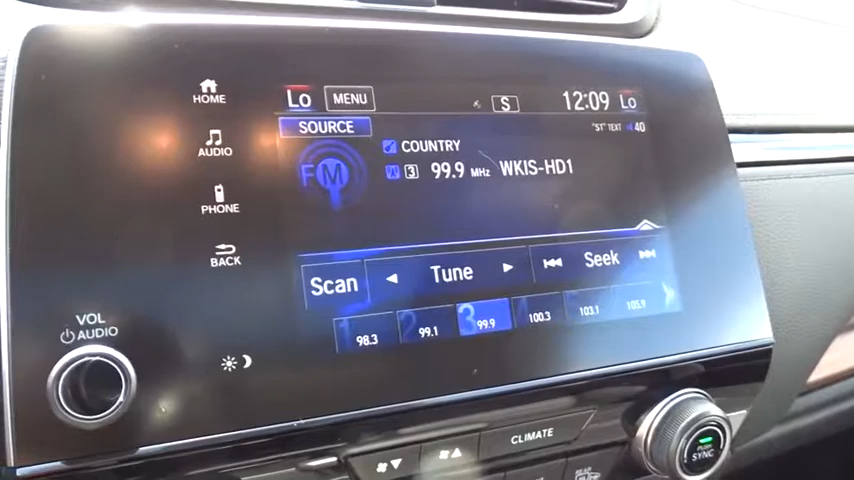 HOME
AUDIO
PHONE
BACK
VOL
AUDIO
Lo MENU S 12:09 Lo
SOURCE "ST" TEXT 40
FM
COUNTRY
3 99.9 MHz WKIS-HD1
Scan Tune Seek
1 98.3 2 99.1 3 99.9 100.3 103.1 105.9
CLIMATE
PUSH
SYNC
REAR